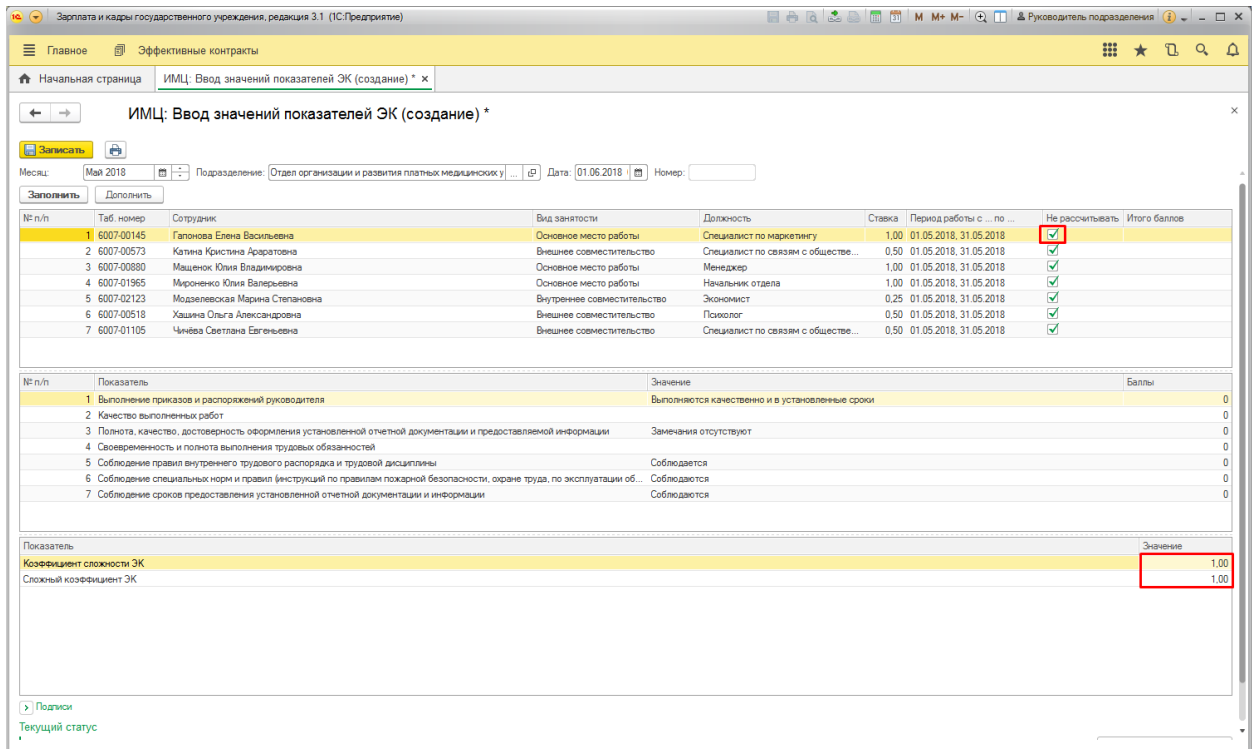 Зарплата и кадры государственного учреждения, редакция 3.1 (1С:Предприятие) M M+ M- Руководитель подразделения
Главное Эффективные контракты
Начальная страница ИМЦ: Ввод значений показателей ЭК (создание) * ×
ИМЦ: Ввод значений показателей ЭК (создание) *
Записать
Месяц: Май 2018 Подразделение: Отдел организации и развития платных медицинских у ... Дата: 01.06.2018 Номер:
Заполнить Дополнить
№ п/п Таб. номер Сотрудник Вид занятости Должность Ставка Период работы с ... по ... Не рассчитывать Итого баллов
1 6007-00145 Гапонова Елена Васильевна Основное место работы Специалист по маркетингу 1,00 01.05.2018, 31.05.2018
2 6007-00573 Катина Кристина Араратовна Внешнее совместительство Специалист по связям с обществе... 0,50 01.05.2018, 31.05.2018
3 6007-00880 Мащенок Юлия Владимировна Основное место работы Менеджер 1,00 01.05.2018, 31.05.2018
4 6007-01965 Мироненко Юлия Валерьевна Основное место работы Начальник отдела 1,00 01.05.2018, 31.05.2018
5 6007-02123 Модзелевская Марина Степановна Внутреннее совместительство Экономист 0,25 01.05.2018, 31.05.2018
6 6007-00518 Хашина Ольга Александровна Внешнее совместительство Психолог 0,50 01.05.2018, 31.05.2018
7 6007-01105 Чичёва Светлана Евгеньевна Внешнее совместительство Специалист по связям с обществе... 0,50 01.05.2018, 31.05.2018
№ п/п Показатель Значение Баллы
1 Выполнение приказов и распоряжений руководителя Выполняются качественно и в установленные сроки 0
2 Качество выполненных работ 0
3 Полнота, качество, достоверность оформления установленной отчетной документации и предоставляемой информации Замечания отсутствуют 0
4 Своевременность и полнота выполнения трудовых обязанностей 0
5 Соблюдение правил внутреннего трудового распорядка и трудовой дисциплины Соблюдается 0
6 Соблюдение специальных норм и правил (инструкций по правилам пожарной безопасности, охране труда, по эксплуатации об... Соблюдаются 0
7 Соблюдение сроков предоставления установленной отчетной документации и информации Соблюдаются 0
Показатель Значение
Коэффициент сложности ЭК 1,00
Сложный коэффициент ЭК 1,00
Подписи
Текущий статус